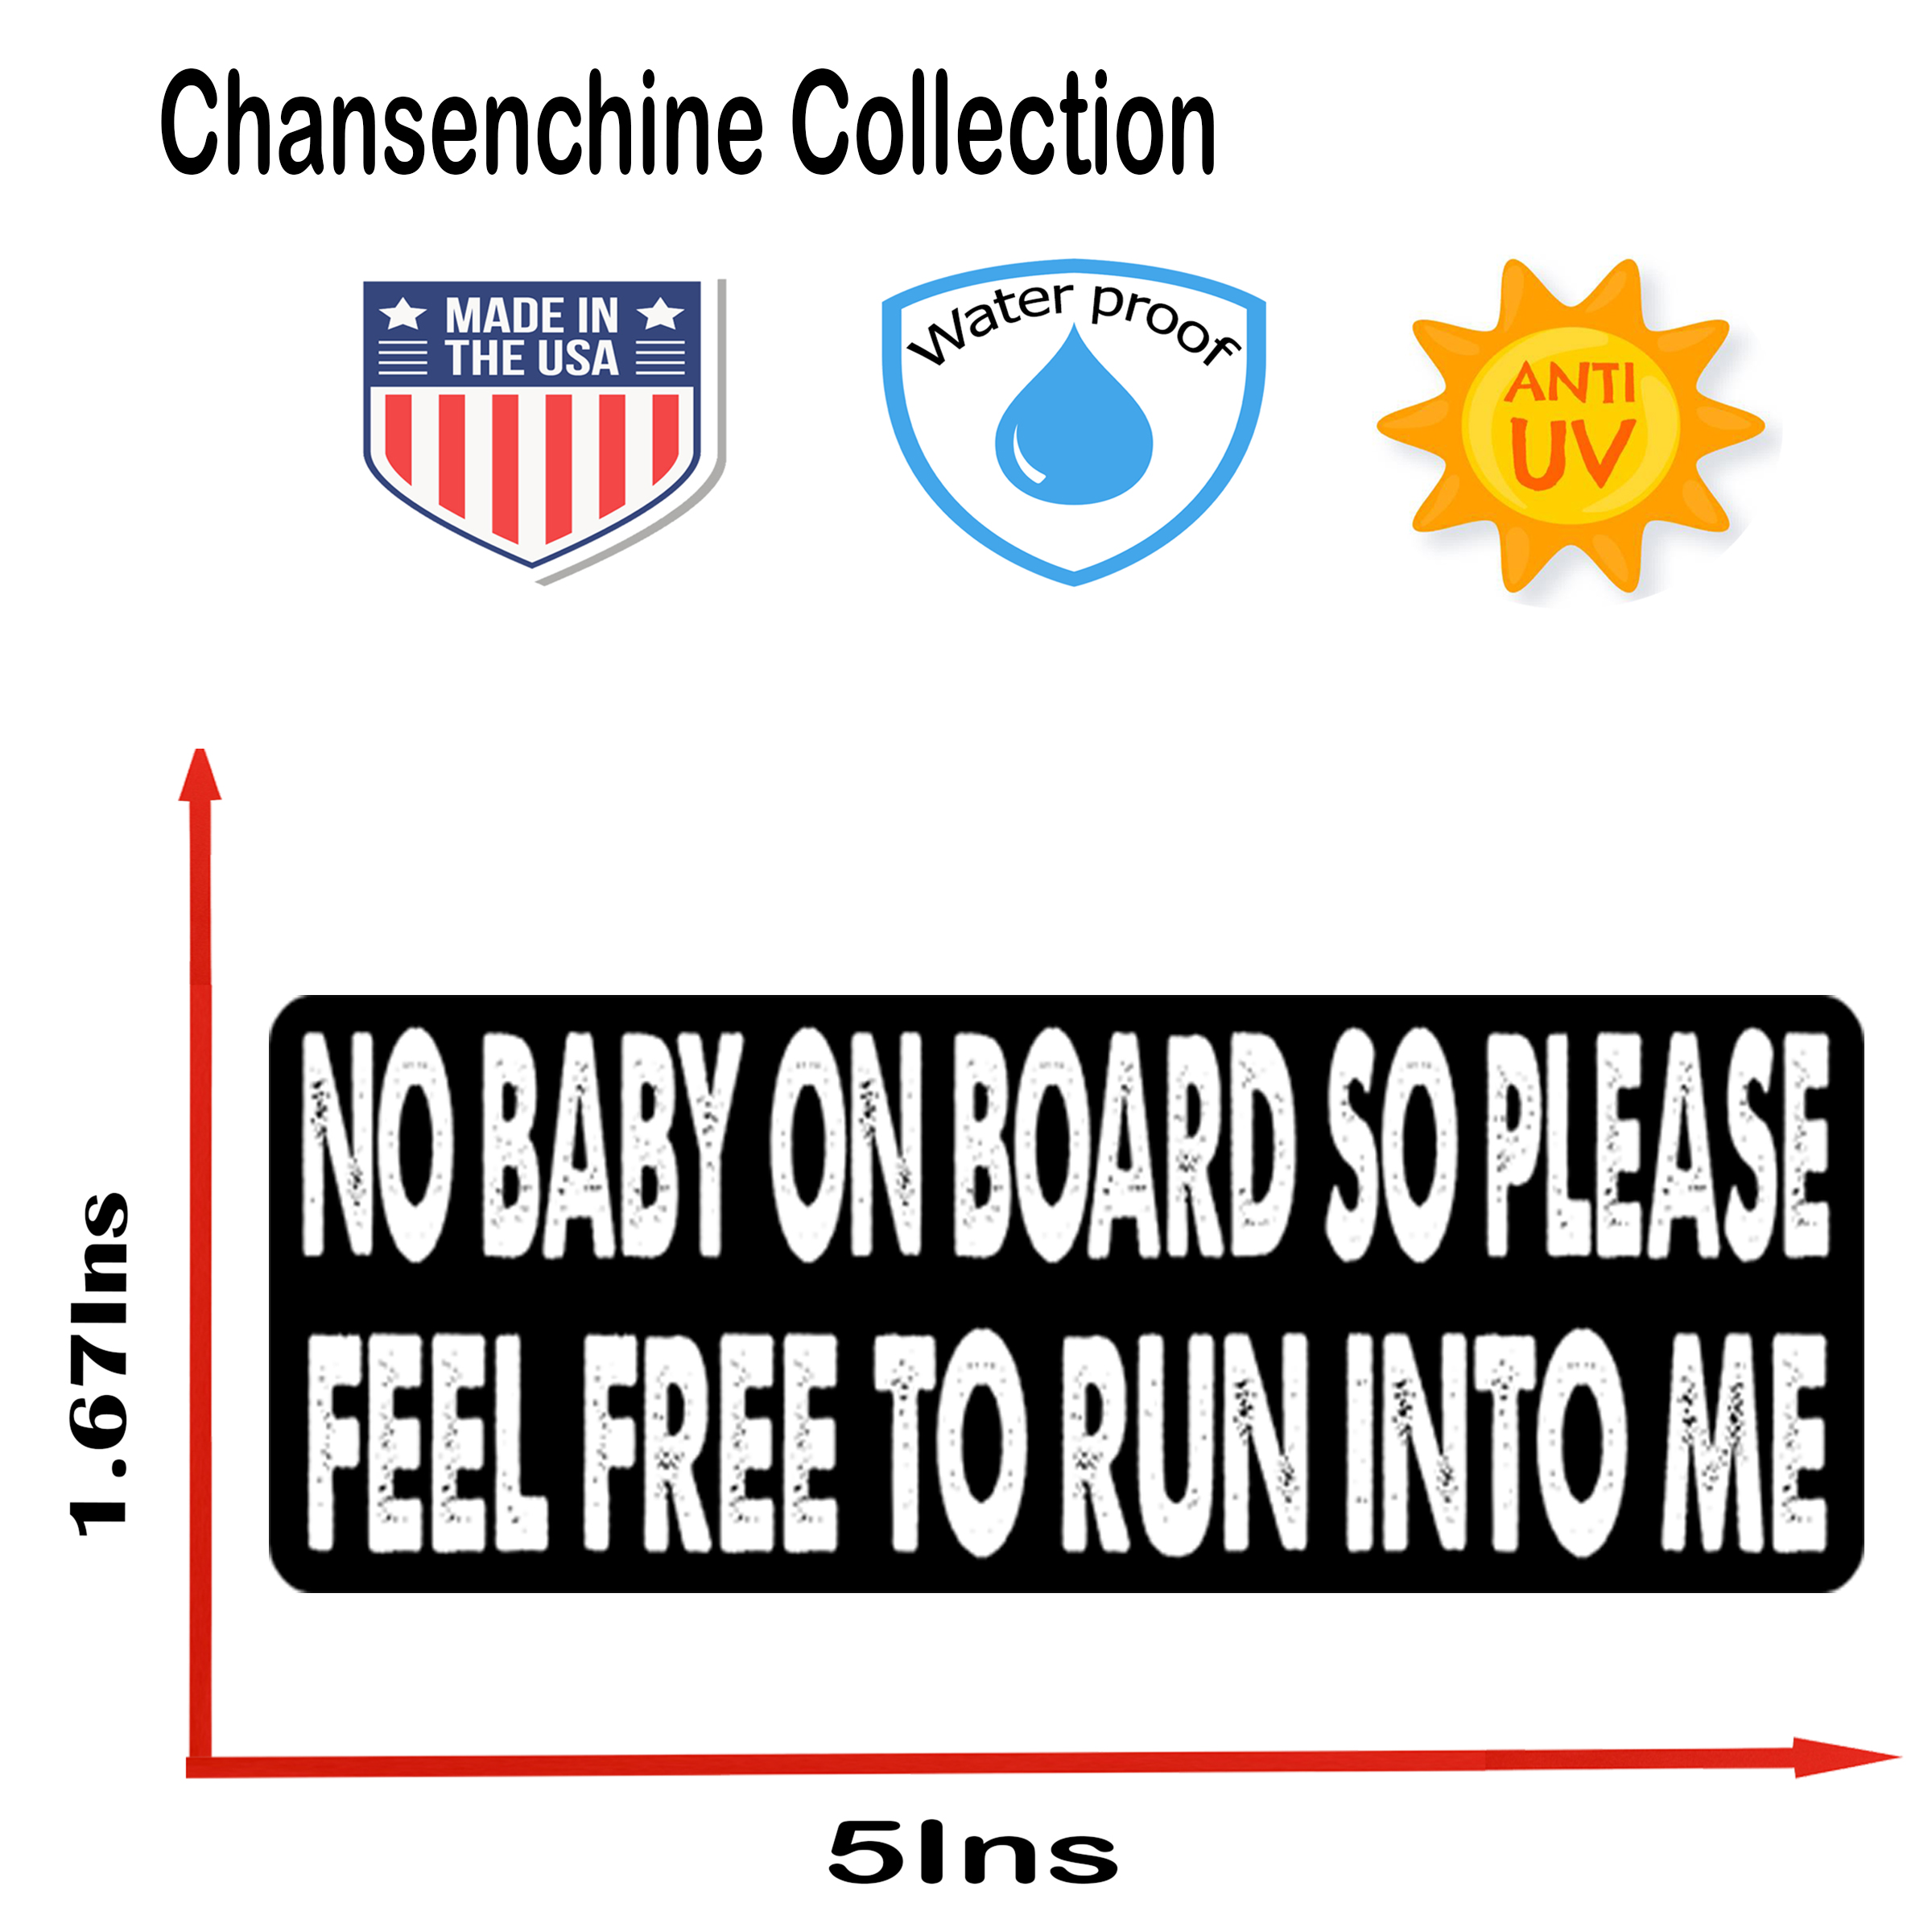 Chansenchine Collection
MADE IN
THE USA
Water proof
ANTI
UV
1.67Ins
NO BABY ON BOARD SO PLEASE
FEEL FREE TO RUN INTO ME
5Ins